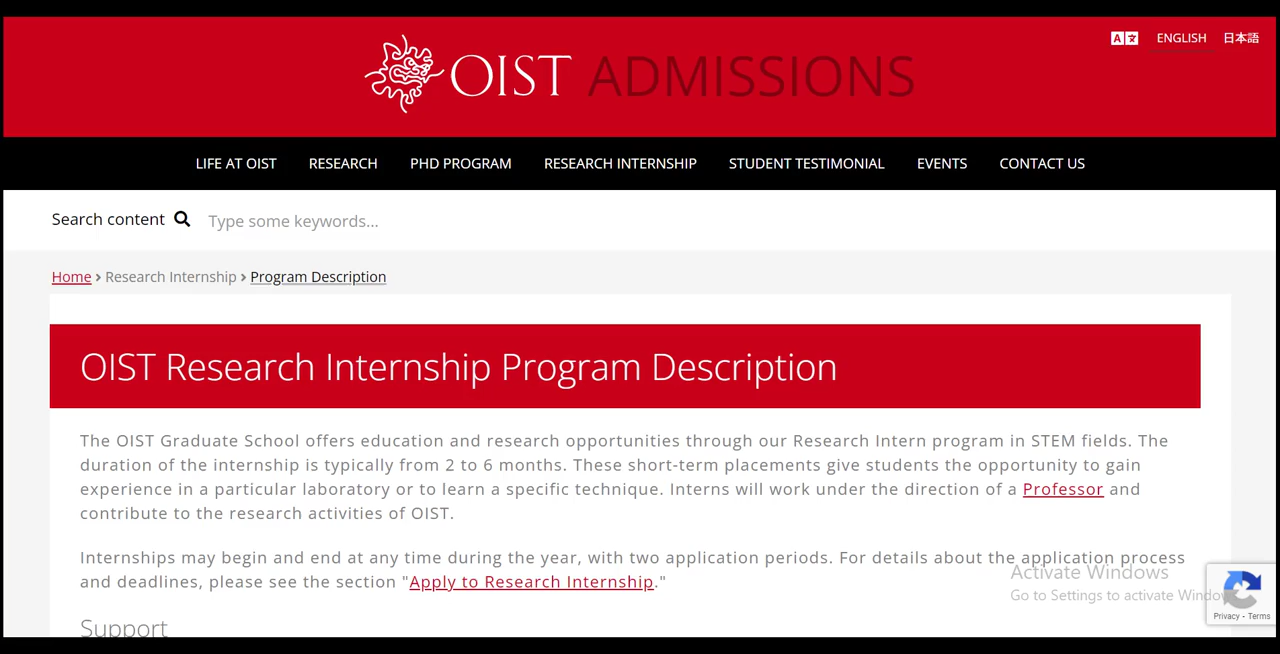 ENGLISH 日本語
OIST ADMISSIONS
LIFE AT OIST RESEARCH PHD PROGRAM RESEARCH INTERNSHIP STUDENT TESTIMONIAL EVENTS CONTACT US
Search content Type some keywords...
Home › Research Internship › Program Description
OIST Research Internship Program Description
The OIST Graduate School offers education and research opportunities through our Research Intern program in STEM fields. The
duration of the internship is typically from 2 to 6 months. These short-term placements give students the opportunity to gain
experience in a particular laboratory or to learn a specific technique. Interns will work under the direction of a Professor and
contribute to the research activities of OIST.
Internships may begin and end at any time during the year, with two application periods. For details about the application process
and deadlines, please see the section "Apply to Research Internship."
Activate Windows
Go to Settings to activate Windows
Privacy - Terms
Support